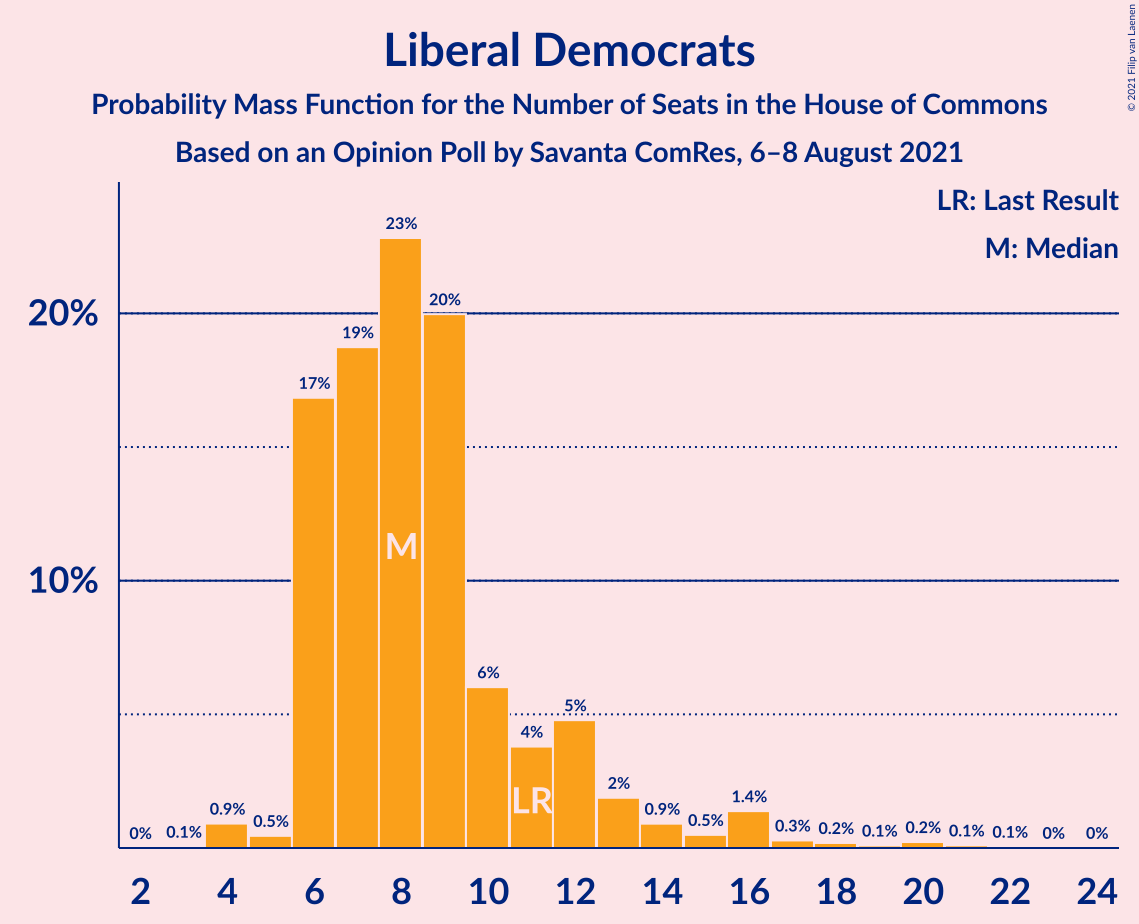 © 2021 Filip van Laenen
Liberal Democrats
Probability Mass Function for the Number of Seats in the House of Commons
Based on an Opinion Poll by Savanta ComRes, 6–8 August 2021
LR: Last Result
M: Median
23%
20%
20%
19%
17%
M
10%
6%
5%
4%
LR
2%
1.4%
0.9%
0.9%
0.5%
0.5%
0%
0.1%
0.3%
0.2%
0.1%
0.2%
0.1%
0.1%
0%
0%
2 4 6 8 10 12 14 16 18 20 22 24